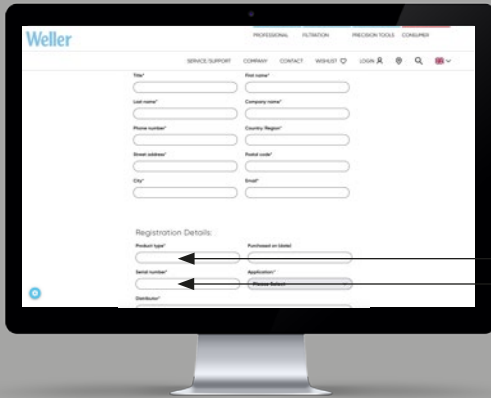 Weller
PROFESSIONAL FILTRATION PRECISION TOOLS CONSUMER
SERVICE/SUPPORT COMPANY CONTACT WISHLIST LOGIN
Title* First name*
Last name* Company name*
Phone number* Country/Region*
Street address* Postal code*
City* Email*
Registration Details:
Product type* Purchased on (date)
Serial number* Application:*
Please Select
Distributor*